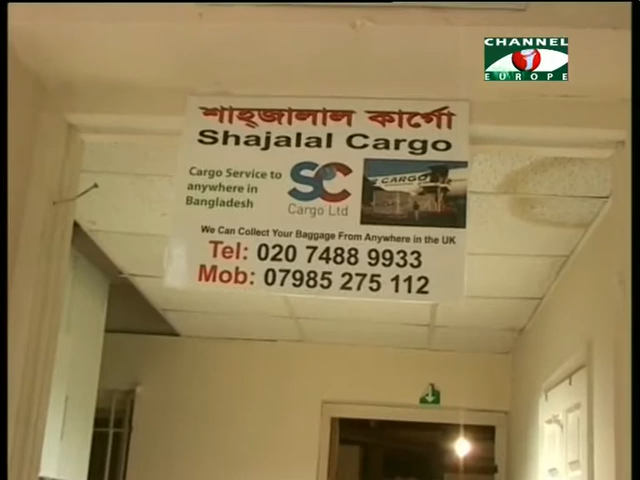 CHANNEL
i
EUROPE
শাহ্জালাল কার্গো
Shajalal Cargo
Cargo Service to
anywhere in
Bangladesh
SC
Cargo Ltd
CARGO
We Can Collect Your Baggage From Anywhere in the UK
Tel: 020 7488 9933
Mob: 07985 275 112